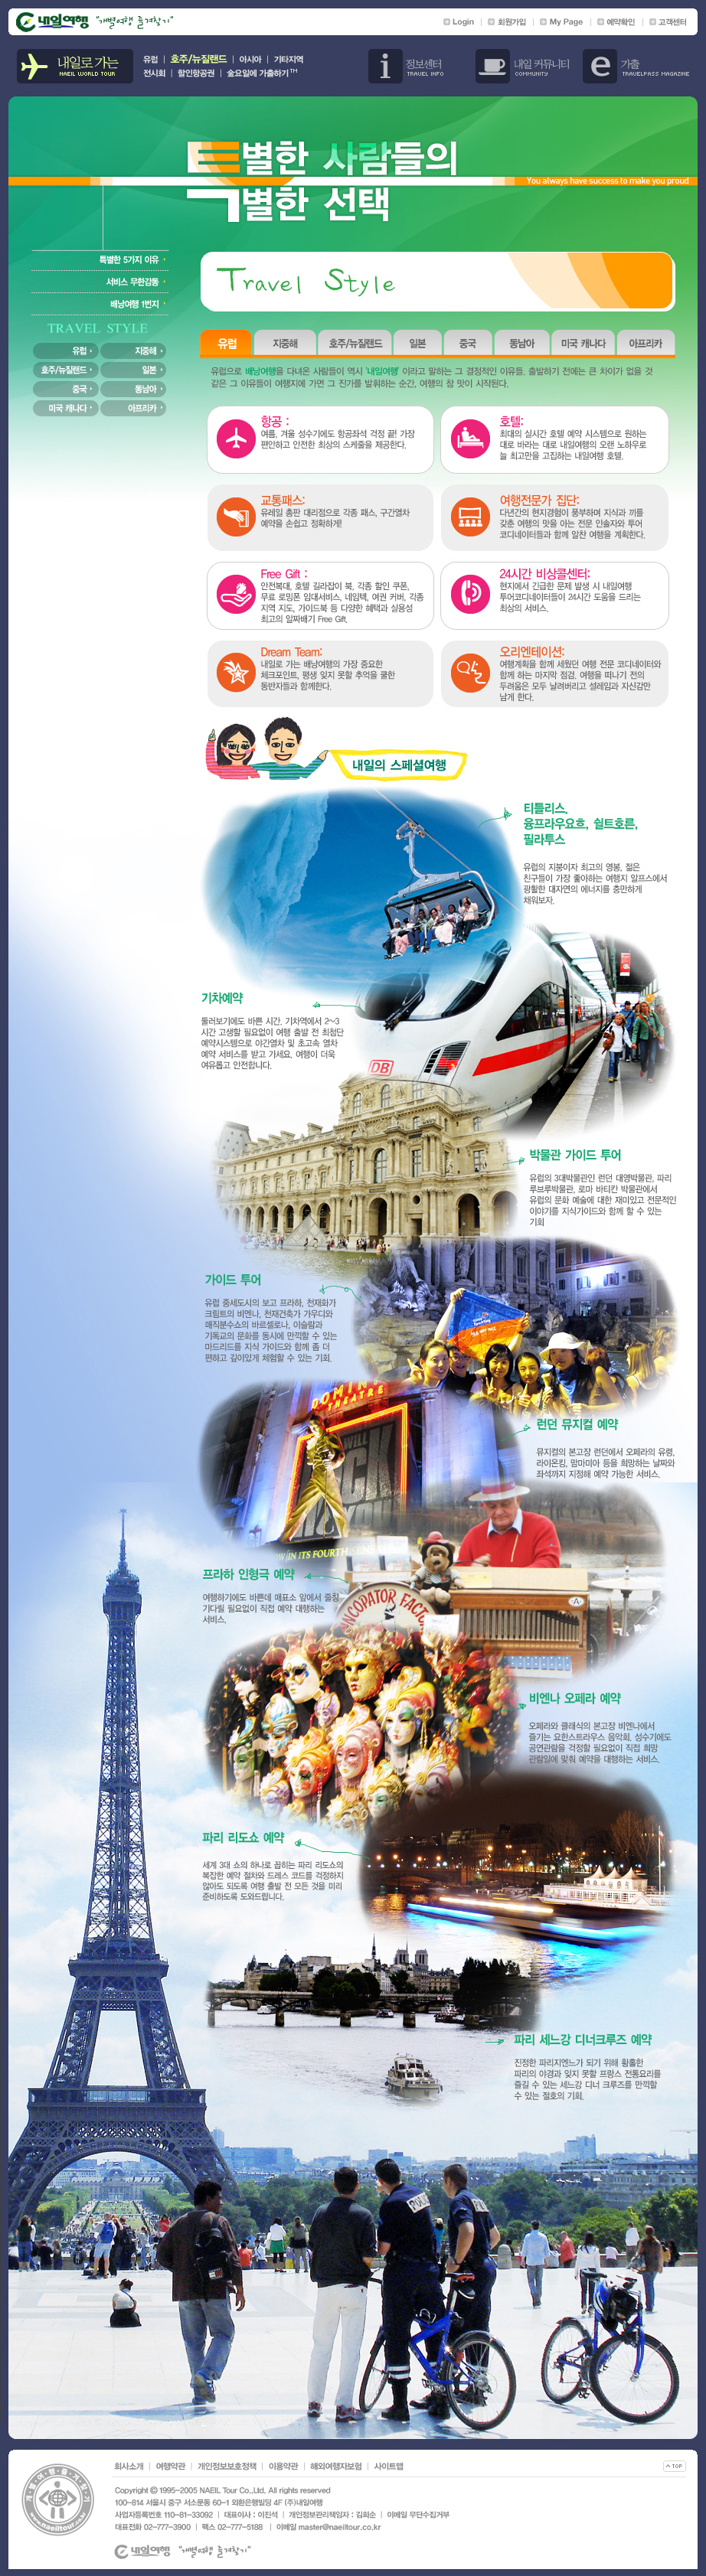 내일여행 "개별여행 즐겨찾기"
Login | 회원가입 | My Page | 예약확인 | 고객센터
내일로 가는
NAEIL WORLD TOUR
유럽 | 호주/뉴질랜드 | 아시아 | 기타지역
전시회 | 할인항공권 | 금요일에 가출하기 TM
정보센터
TRAVEL INFO
내일 커뮤니티
COMMUNITY
가출
TRAVELPASS MAGAZINE
특별한 사람들의
특별한 선택
You always have success to make you proud
특별한 5가지 이유
서비스 무한감동
배낭여행 1번지
TRAVEL STYLE
유럽 지중해
호주/뉴질랜드 일본
중국 동남아
미국 캐나다 아프리카
Travel Style
유럽 지중해 호주/뉴질랜드 일본 중국 동남아 미국 캐나다 아프리카
유럽으로 배낭여행을 다녀온 사람들이 역시 '내일여행' 이라고 말하는 그 결정적인 이유들. 출발하기 전에는 큰 차이가 없을 것
같은 그 이유들이 여행지에 가면 그 진가를 발휘하는 순간, 여행의 참 맛이 시작된다.
항공 :
여름, 겨울 성수기에도 항공좌석 걱정 끝! 가장
편안하고 안전한 최상의 스케줄을 제공한다.
호텔:
최대의 실시간 호텔 예약 시스템으로 원하는
대로 바라는 대로 내일여행의 오랜 노하우로
늘 최고만을 고집하는 내일여행 호텔.
교통패스:
유레일 총판 대리점으로 각종 패스, 구간열차
예약을 손쉽고 정확하게!
여행전문가 집단:
다년간의 현지경험이 풍부하며 지식과 끼를
갖춘 여행의 맛을 아는 전문 인솔자와 투어
코디네이터들과 함께 알찬 여행을 계획한다.
Free Gift :
안전복대, 호텔 길라잡이 북, 각종 할인 쿠폰,
무료 로밍폰 임대서비스, 네임택, 여권 커버, 각종
지역 지도, 가이드북 등 다양한 혜택과 실용성
최고의 알짜배기 Free Gift.
24시간 비상콜센터:
현지에서 긴급한 문제 발생 시 내일여행
투어코디네이터들이 24시간 도움을 드리는
최상의 서비스.
Dream Team:
내일로 가는 배낭여행의 가장 중요한
체크포인트, 평생 잊지 못할 추억을 쿨한
동반자들과 함께한다.
오리엔테이션:
여행계획을 함께 세웠던 여행 전문 코디네이터와
함께 하는 마지막 점검. 여행을 떠나기 전의
두려움은 모두 날려버리고 설레임과 자신감만
남게 한다.
내일의 스페셜여행
티틀리스,
융프라우요흐, 쉴트호른,
필라투스
유럽의 지붕이자 최고의 영봉, 젊은
친구들이 가장 좋아하는 여행지 알프스에서
광활한 대자연의 에너지를 충만하게
채워보자.
기차예약
둘러보기에도 바쁜 시간, 기차역에서 2~3
시간 고생할 필요없이 여행 출발 전 최첨단
예약시스템으로 야간열차 및 초고속 열차
예약 서비스를 받고 가세요. 여행이 더욱
여유롭고 안전합니다.
DB
박물관 가이드 투어
유럽의 3대박물관인 런던 대영박물관, 파리
루브루박물관, 로마 바티칸 박물관에서
유럽의 문화 예술에 대한 재미있고 전문적인
이야기를 지식가이드와 함께 할 수 있는
기회
가이드 투어
유럽 중세도시의 보고 프라하, 천재화가
크림트의 비엔나, 천재건축가 가우디와
매직분수쇼의 바르셀로나, 이슬람과
기독교의 문화를 동시에 만끽할 수 있는
마드리드를 지식 가이드와 함께 좀 더
편하고 깊이있게 체험할 수 있는 기회.
DOMINION
THEATRE
런던 뮤지컬 예약
뮤지컬의 본고장 런던에서 오페라의 유령,
라이온킹, 맘마미아 등을 희망하는 날짜와
좌석까지 지정해 예약 가능한 서비스.
NOW IN ITS FOURTH
프라하 인형극 예약
여행하기에도 바쁜데 매표소 앞에서 줄침
기다릴 필요없이 직접 예약 대행하는
서비스.
NCOPATOR FACTO
비엔나 오페라 예약
오페라와 클래식의 본고장 비엔나에서
즐기는 요한스트라우스 음악회. 성수기에도
공연관람을 걱정할 필요없이 직접 희망
관람일에 맞춰 예약을 대행하는 서비스.
파리 리도쇼 예약
세계 3대 쇼의 하나로 꼽히는 파리 리도쇼의
복잡한 예약 절차와 드레스 코드를 걱정하지
않아도 되도록 여행 출발 전 모든 것을 미리
준비하도록 도와드립니다.
파리 세느강 디너크루즈 예약
진정한 파리지엔느가 되기 위해 황홀한
파리의 야경과 잊지 못할 프랑스 전통요리를
즐길 수 있는 세느강 디너 크루즈를 만끽할
수 있는 절호의 기회.
POLICE
회사소개 | 여행약관 | 개인정보보호정책 | 이용약관 | 해외여행자보험 | 사이트맵
TOP
Copyright ⓒ 1995-2005 NAEIL Tour Co.,Ltd. All rights reserved
100-814 서울시 중구 서소문동 60-1 외환은행빌딩 4F (주)내일여행
사업자등록번호 110-81-33092 | 대표이사 : 이진석 | 개인정보관리책임자 : 김희순 | 이메일 무단수집거부
대표전화 02-777-3900 | 팩스 02-777-5188 | 이메일 master@naeiltour.co.kr
내일여행 "개별여행 즐겨찾기"
개별여행즐겨찾기
www.naeiltour.co.kr